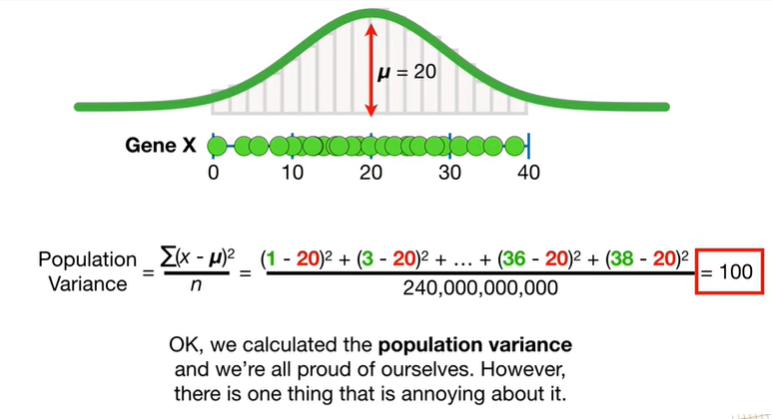 μ = 20
Gene X
0 10 20 30 40
Population Variance = Σ(x - μ)² / n = (1 - 20)² + (3 - 20)² + ... + (36 - 20)² + (38 - 20)² / 240,000,000,000 = 100
OK, we calculated the population variance
and we're all proud of ourselves. However,
there is one thing that is annoying about it.